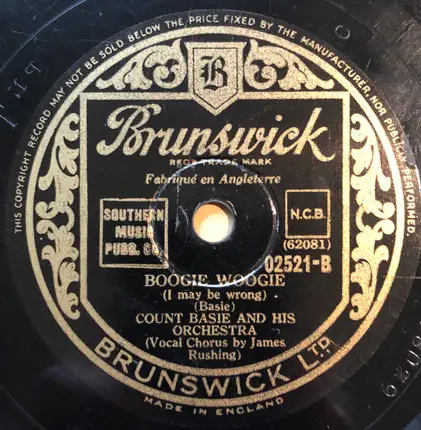 THIS COPYRIGHT RECORD MAY NOT BE SOLD BELOW THE PRICE FIXED BY THE MANUFACTURER, NOR PUBLICLY PERFORMED
B
Brunswick
REGD TRADE MARK
Fabriqué en Angleterre
SOUTHERN
MUSIC
PUBG. CO.
N.C.B.
(62081)
02521-B
BOOGIE WOOGIE
(I may be wrong)
(Basie)
COUNT BASIE AND HIS
ORCHESTRA
(Vocal Chorus by James
Rushing)
BRUNSWICK LTD.
MADE IN ENGLAND